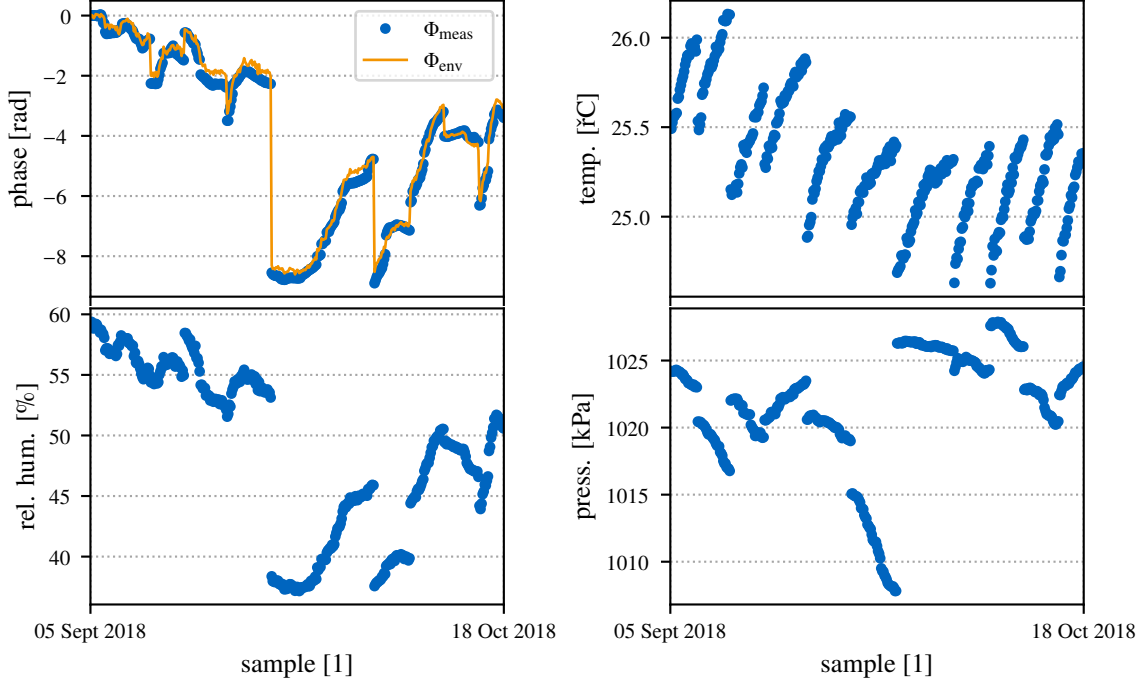 0
−2
−4
−6
−8
phase [rad]
Φmeas
Φenv
26.0
25.5
25.0
temp. [řC]
60
55
50
45
40
rel. hum. [%]
05 Sept 2018
18 Oct 2018
sample [1]
1025
1020
1015
1010
press. [kPa]
05 Sept 2018
18 Oct 2018
sample [1]